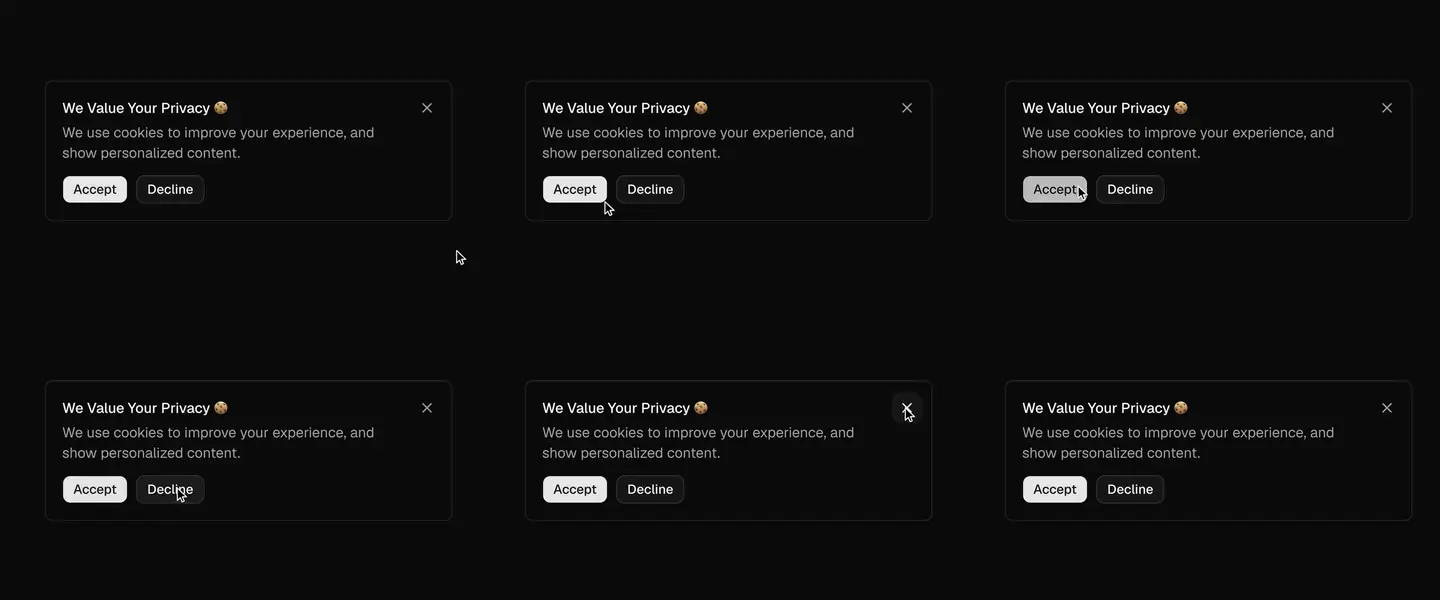 We Value Your Privacy 🍪
We use cookies to improve your experience, and
show personalized content.
Accept Decline
We Value Your Privacy 🍪
We use cookies to improve your experience, and
show personalized content.
Accept Decline
We Value Your Privacy 🍪
We use cookies to improve your experience, and
show personalized content.
Accept Decline
We Value Your Privacy 🍪
We use cookies to improve your experience, and
show personalized content.
Accept Decline
We Value Your Privacy 🍪
We use cookies to improve your experience, and
show personalized content.
Accept Decline
We Value Your Privacy 🍪
We use cookies to improve your experience, and
show personalized content.
Accept Decline